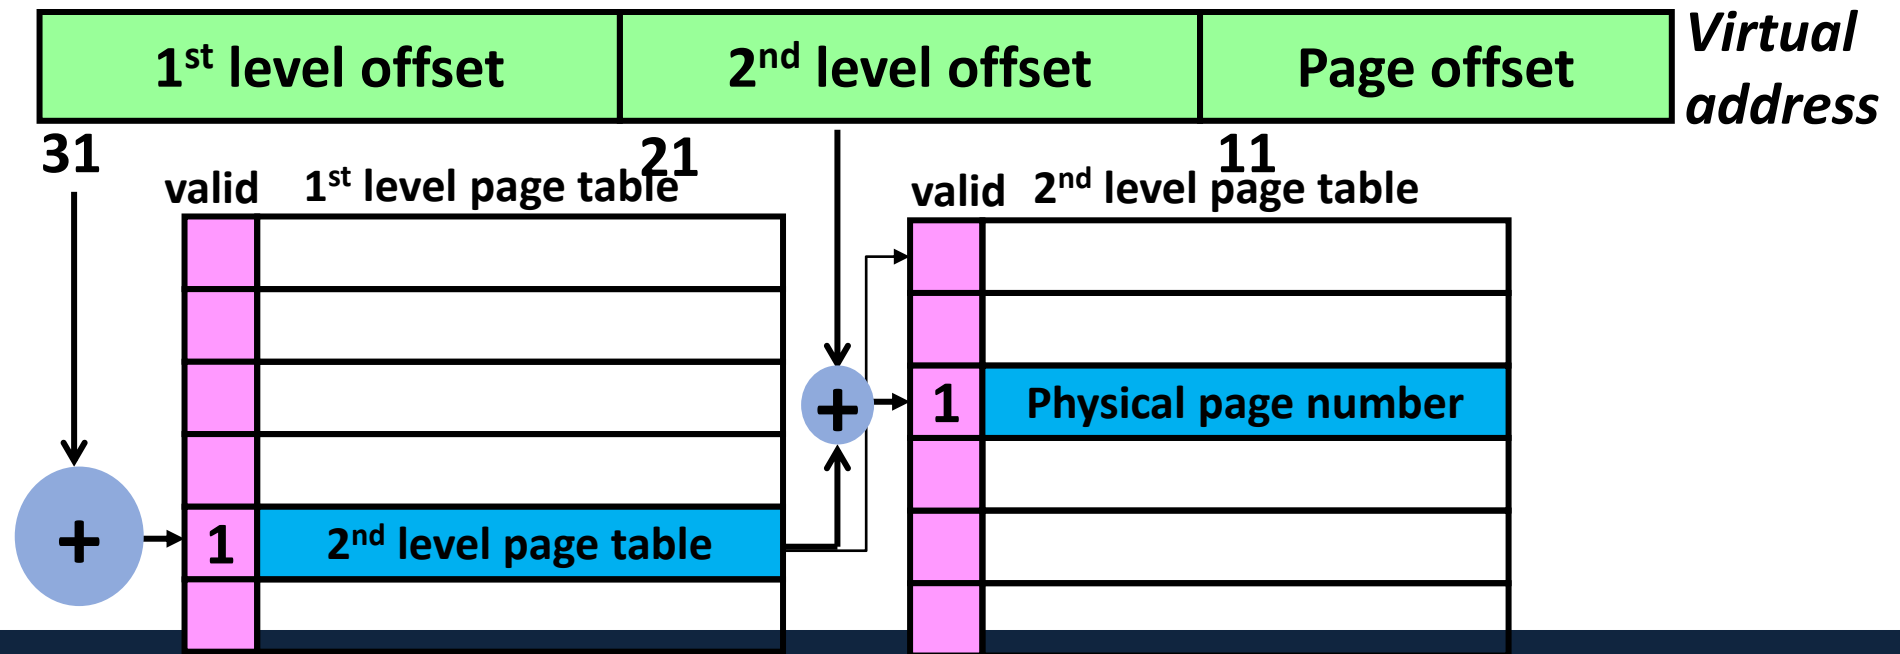 1st level offset 2nd level offset Page offset Virtual
address
31 21 11
valid 1st level page table valid 2nd level page table
+ 1 Physical page number
+ 1 2nd level page table